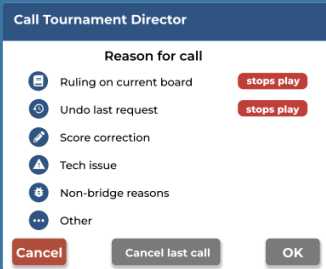 Call Tournament Director
Reason for call
Ruling on current board stops play
Undo last request stops play
Score correction
Tech issue
Non-bridge reasons
Other
Cancel Cancel last call OK